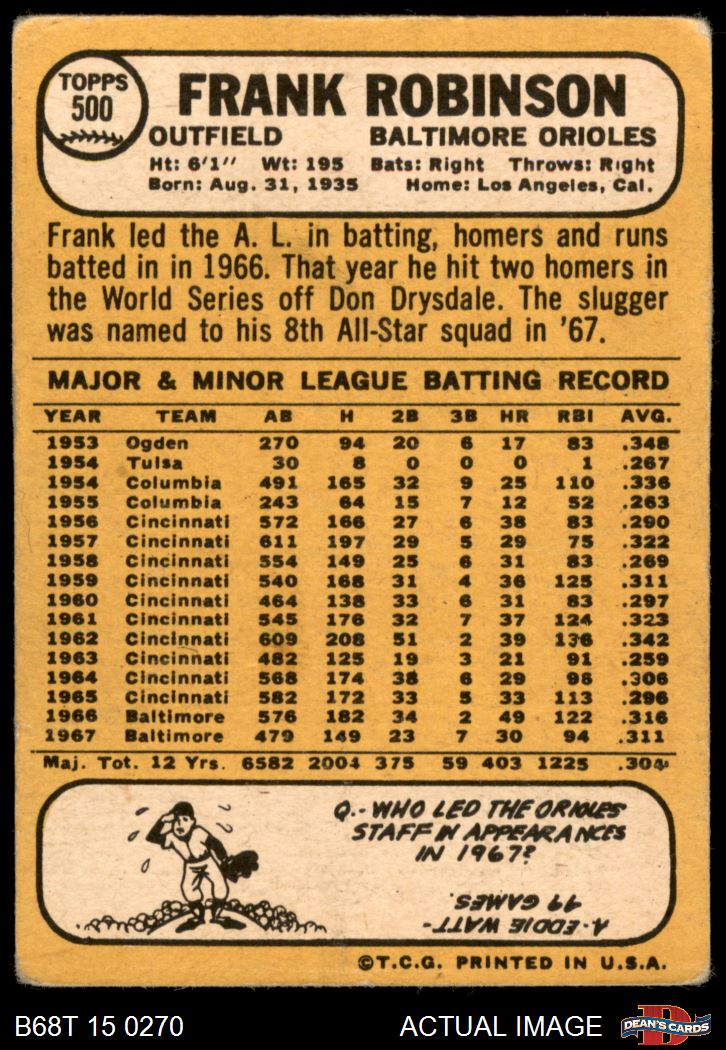 TOPPS
500
FRANK ROBINSON
OUTFIELD BALTIMORE ORIOLES
Ht: 6'1'' Wt: 195 Bats: Right Throws: Right
Born: Aug. 31, 1935 Home: Los Angeles, Cal.
Frank led the A. L. in batting, homers and runs
batted in in 1966. That year he hit two homers in
the World Series off Don Drysdale. The slugger
was named to his 8th All-Star squad in '67.
MAJOR & MINOR LEAGUE BATTING RECORD
YEAR TEAM AB H 2B 3B HR RBI AVG.
1953 Ogden 270 94 20 6 17 83 .348
1954 Tulsa 30 8 0 0 0 1 .267
1954 Columbia 491 165 32 9 25 110 .336
1955 Columbia 243 64 15 7 12 52 .263
1956 Cincinnati 572 166 27 6 38 83 .290
1957 Cincinnati 611 197 29 5 29 75 .322
1958 Cincinnati 554 149 25 6 31 83 .269
1959 Cincinnati 540 168 31 4 36 125 .311
1960 Cincinnati 464 138 33 6 31 83 .297
1961 Cincinnati 545 176 32 7 37 124 .323
1962 Cincinnati 609 208 51 2 39 136 .342
1963 Cincinnati 482 125 19 3 21 91 .259
1964 Cincinnati 568 174 38 6 29 96 .306
1965 Cincinnati 582 172 33 5 33 113 .296
1966 Baltimore 576 182 34 2 49 122 .316
1967 Baltimore 479 149 23 7 30 94 .311
Maj. Tot. 12 Yrs. 6582 2004 375 59 403 1225 .304
Q.-WHO LED THE ORIOLES
STAFF IN APPEARANCES
IN 1967?
A-EDDIE WATT-
49 GAMES.
©T.C.G. PRINTED IN U.S.A.
B68T 15 0270 ACTUAL IMAGE
D
DEAN'S CARDS